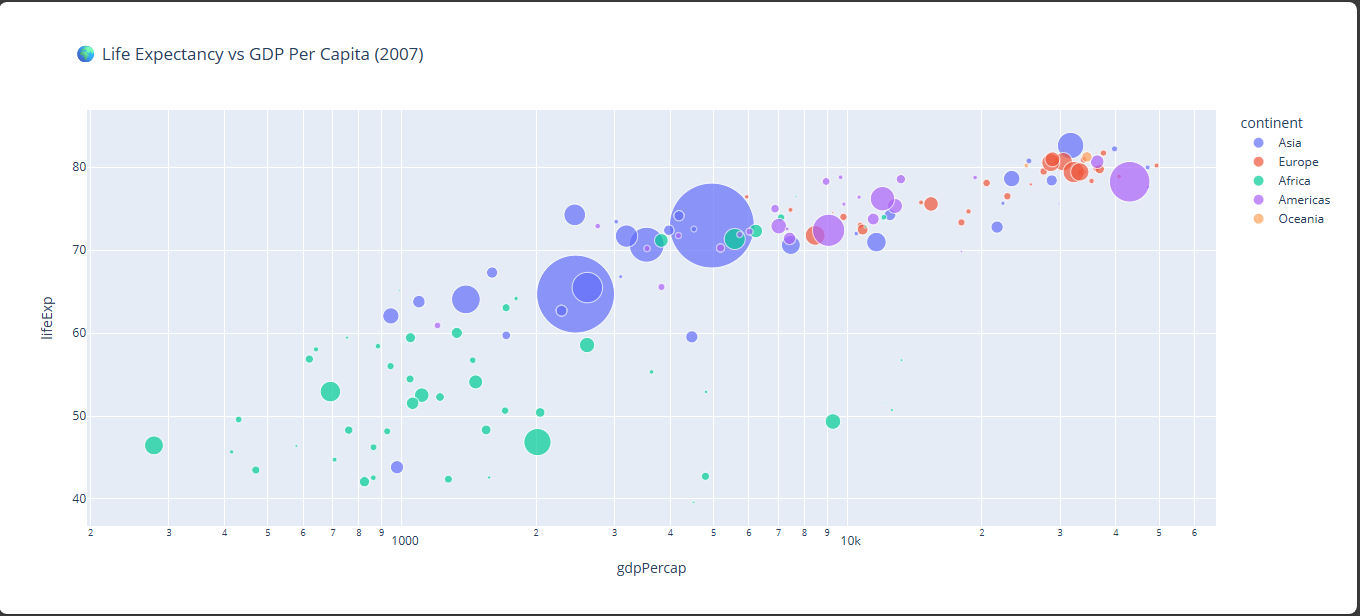 🌍 Life Expectancy vs GDP Per Capita (2007)
continent
Asia
Europe
Africa
Americas
Oceania
80
70
60
50
40
lifeExp
2 3 4 5 6 7 8 9 1000 2 3 4 5 6 7 8 9 10k 2 3 4 5 6
gdpPercap